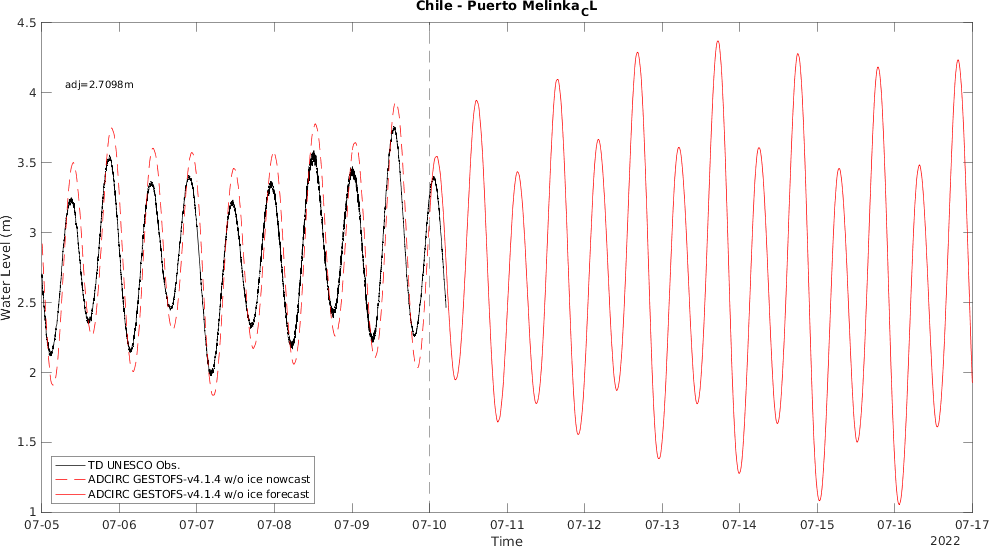 Chile - Puerto MelinkaCL
4.5
4
3.5
3
2.5
2
1.5
1
Water Level (m)
adj=2.7098m
TD UNESCO Obs.
ADCIRC GESTOFS-v4.1.4 w/o ice nowcast
ADCIRC GESTOFS-v4.1.4 w/o ice forecast
07-05 07-06 07-07 07-08 07-09 07-10 07-11 07-12 07-13 07-14 07-15 07-16 07-17
Time
2022